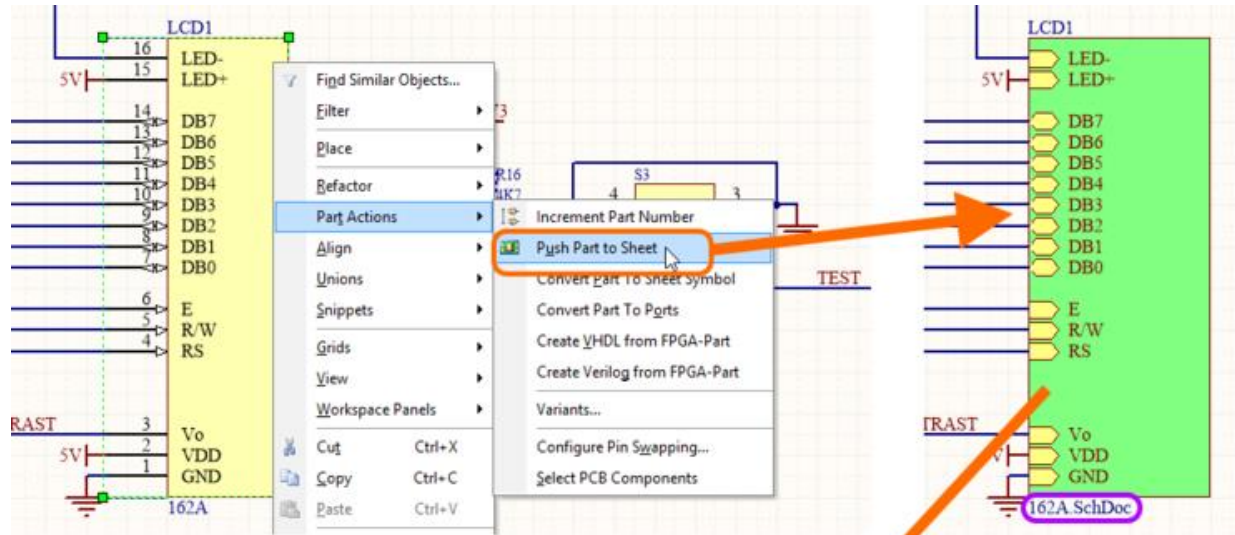 LCD1
16 LED-
5V 15 LED+
14 DB7
13 DB6
12 DB5
11 DB4
10 DB3
9 DB2
8 DB1
7 DB0
6 E
5 R/W
4 RS
RAST 3 Vo
5V 2 VDD
1 GND
162A
Find Similar Objects...
Filter
Place
Refactor
Part Actions
Align
Unions
Snippets
Grids
View
Workspace Panels
Cut Ctrl+X
Copy Ctrl+C
Paste Ctrl+V
Increment Part Number
Push Part to Sheet
Convert Part To Sheet Symbol
Convert Part To Ports
Create VHDL from FPGA-Part
Create Verilog from FPGA-Part
Variants...
Configure Pin Swapping...
Select PCB Components
R16
4K7
S3
4 3
TEST
LCD1
LED-
5V LED+
DB7
DB6
DB5
DB4
DB3
DB2
DB1
DB0
E
R/W
RS
TRAST Vo
VDD
GND
162A.SchDoc